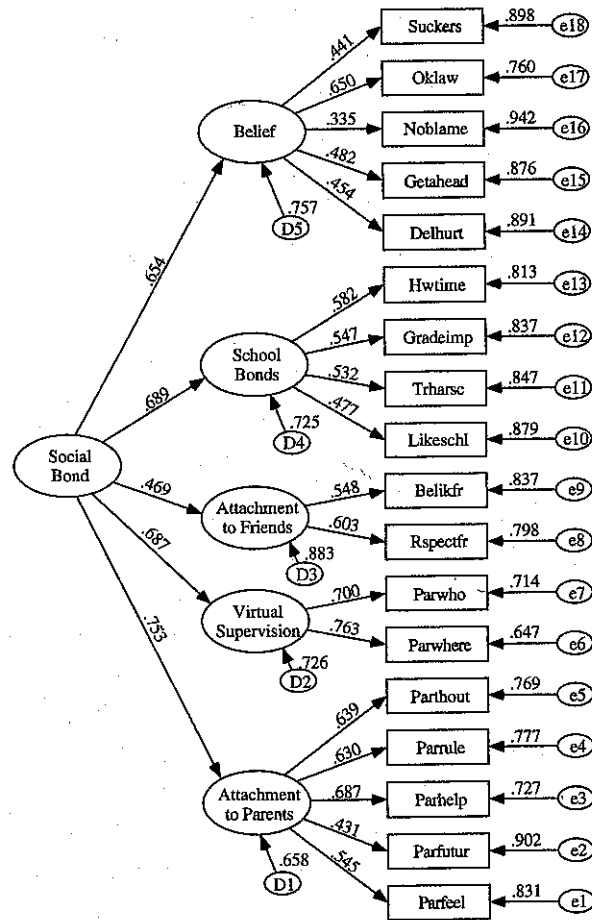 Suckers
.898
e18
.441
Oklaw
.760
e17
.650
Belief
.335
Noblame
.942
e16
.482
Getahead
.876
e15
.454
Delhurt
.891
e14
.757
D5
.654
Hwtime
.813
e13
.582
Gradeimp
.837
e12
.547
School
Bonds
.532
Trharsc
.847
e11
.477
Likeschl
.879
e10
.725
D4
.689
Social
Bond
.469
Attachment
to Friends
.548
Belikfr
.837
e9
.603
Rspectfr
.798
e8
.883
D3
.687
Virtual
Supervision
.700
Parwho
.714
e7
.763
Parwhere
.647
e6
.726
D2
.753
Parthout
.769
e5
.639
Parrule
.777
e4
.630
Attachment
to Parents
.687
Parhelp
.727
e3
.431
Parfutur
.902
e2
.545
Parfeel
.831
e1
.658
D1